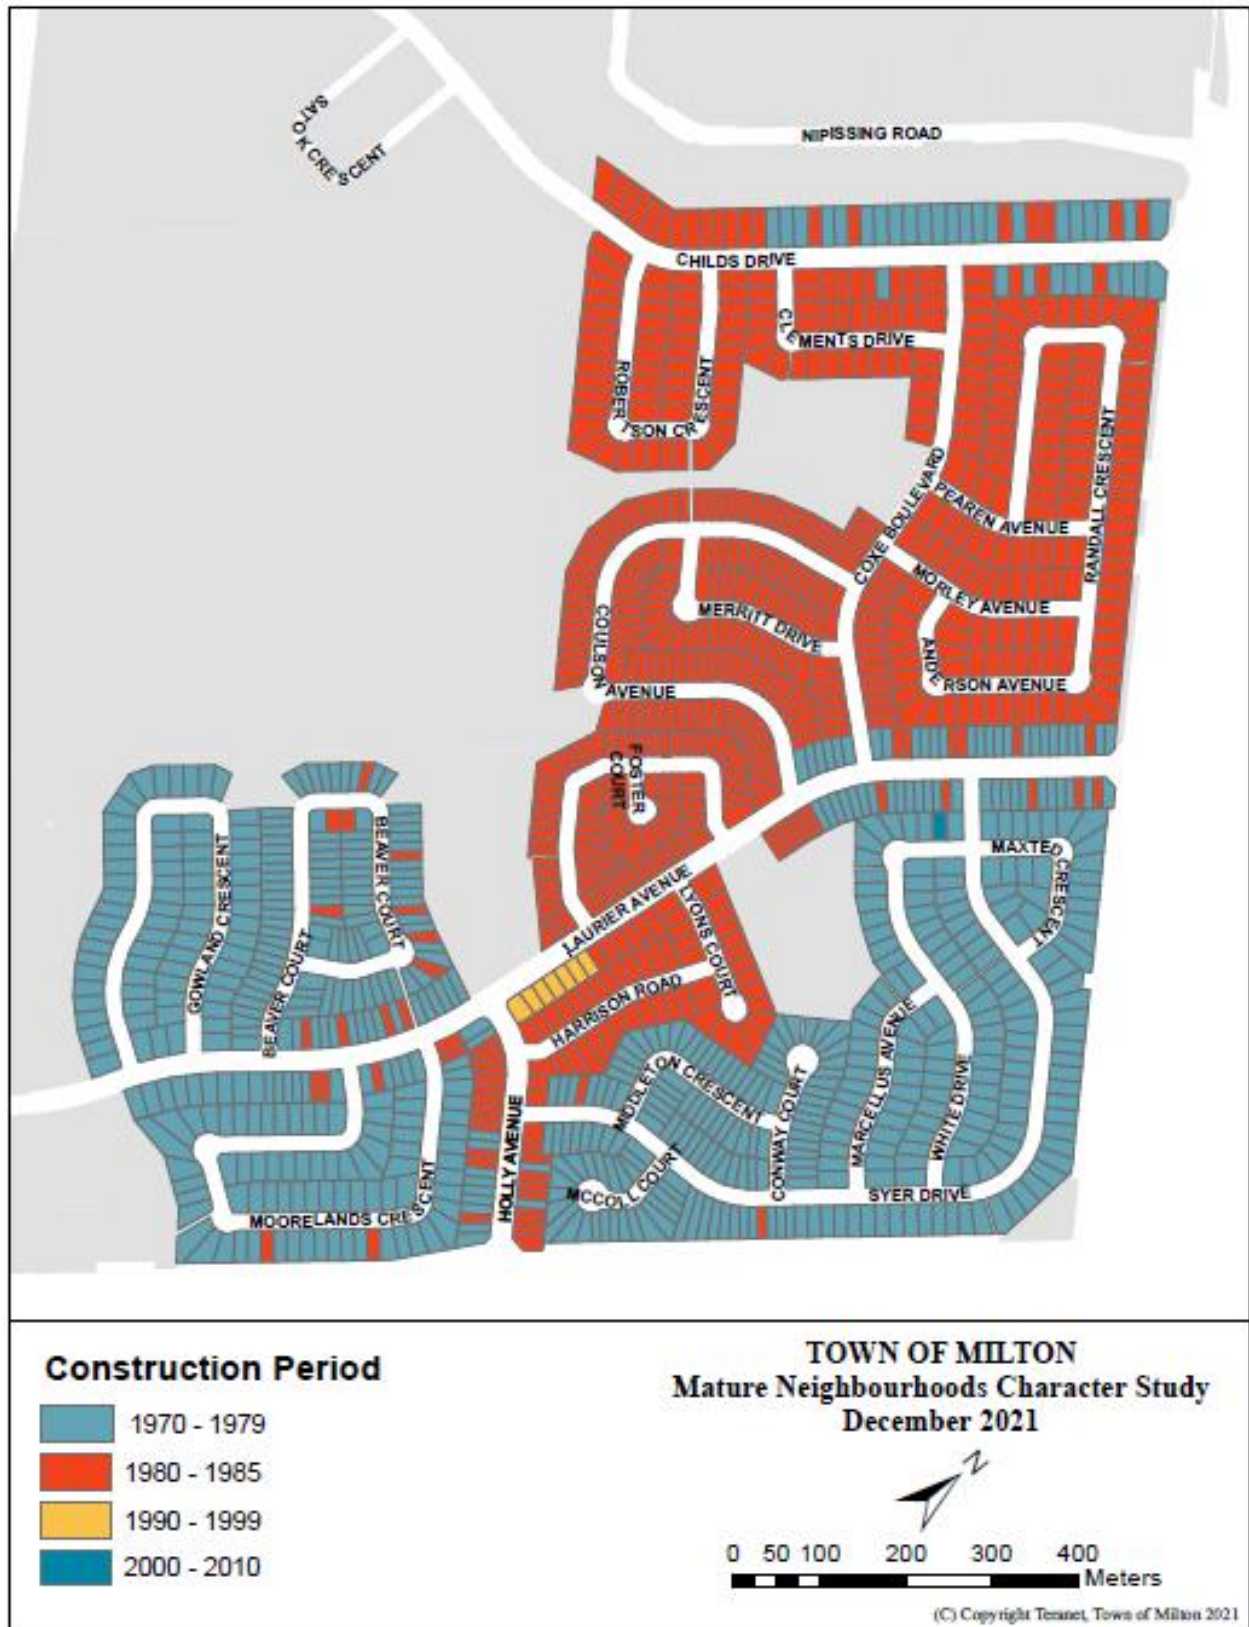 SATOK CRESCENT
NIPISSING ROAD
CHILDS DRIVE
CLEMENTS DRIVE
ROBERTSON CRESCENT
RANDALL CRESCENT
COXE BOULEVARD
PEAREN AVENUE
MORLEY AVENUE
MERRITT DRIVE
COULSON AVENUE
ANDERSON AVENUE
FOSTER COURT
GOWLAND CRESCENT
BEAVER COURT
BEAVER COURT
MAXTED CRESCENT
LAURIER AVENUE
LYONS COURT
HARRISON ROAD
MARCELLUS AVENUE
WHITE DRIVE
MIDDLETON CRESCENT
CONWAY COURT
HOLLY AVENUE
MCCOLL COURT
SYER DRIVE
MOORELANDS CRESCENT
Construction Period
1970 - 1979
1980 - 1985
1990 - 1999
2000 - 2010
TOWN OF MILTON
Mature Neighbourhoods Character Study
December 2021
N
0 50 100 200 300 400
Meters
(C) Copyright Teranet, Town of Milton 2021